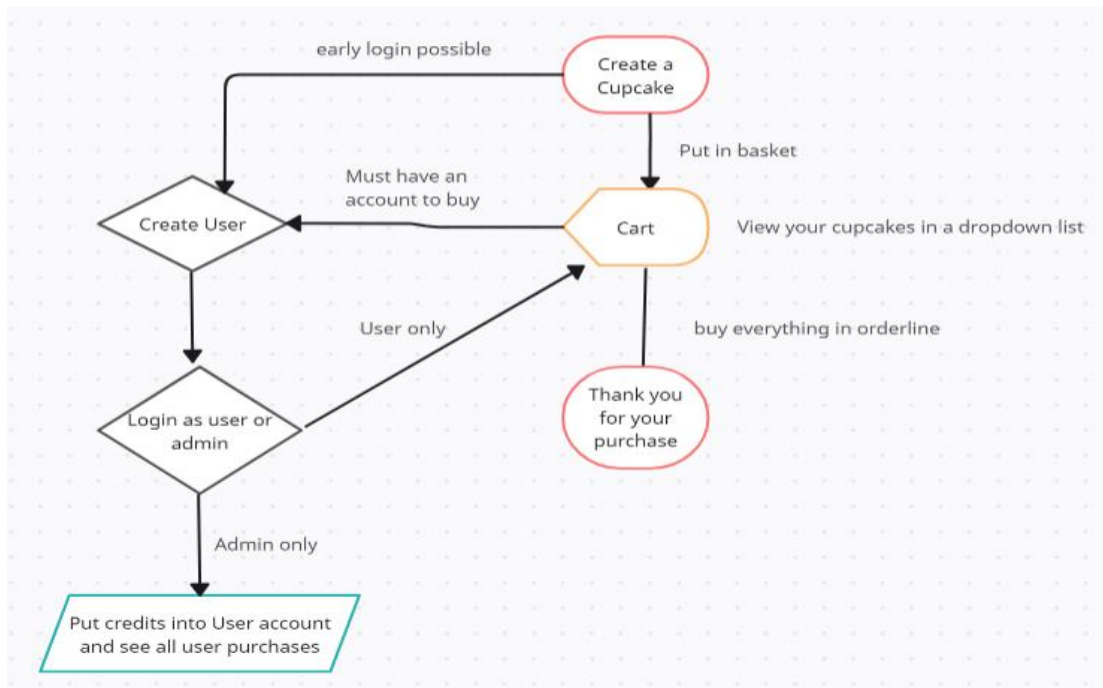 early login possible
Create a
Cupcake
Put in basket
Must have an
account to buy
Create User
Cart
View your cupcakes in a dropdown list
User only
buy everything in orderline
Thank you
for your
purchase
Login as user or
admin
Admin only
Put credits into User account
and see all user purchases